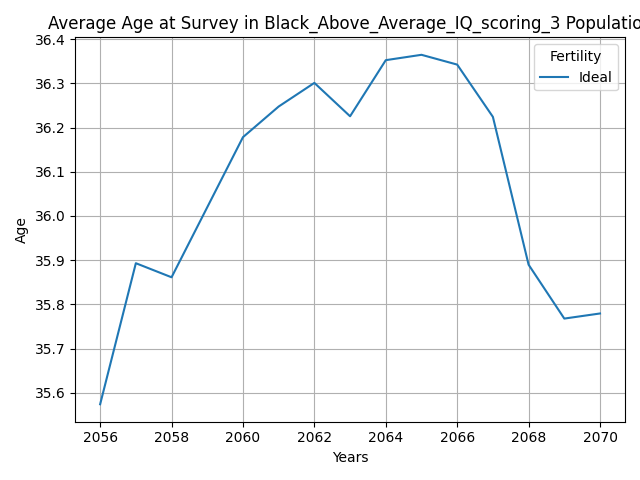 Average Age at Survey in Black_Above_Average_IQ_scoring_3 Populatio
36.4
36.3
36.2
36.1
36.0
35.9
35.8
35.7
35.6
Age
Fertility
Ideal
2056 2058 2060 2062 2064 2066 2068 2070
Years